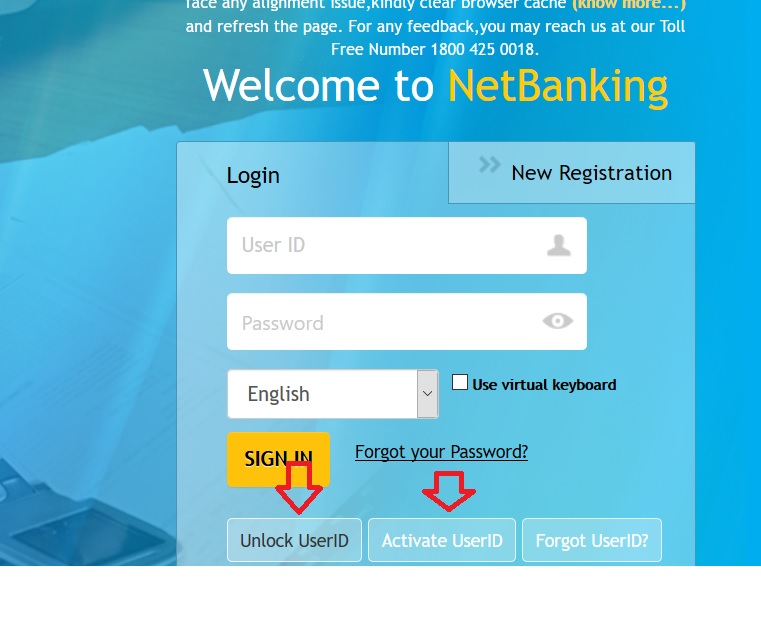 face any alignment issue,kindly clear browser cache (know more...)
and refresh the page. For any feedback,you may reach us at our Toll
Free Number 1800 425 0018.
Welcome to NetBanking
Login
New Registration
User ID
Password
English
Use virtual keyboard
SIGN IN
Forgot your Password?
Unlock UserID
Activate UserID
Forgot UserID?